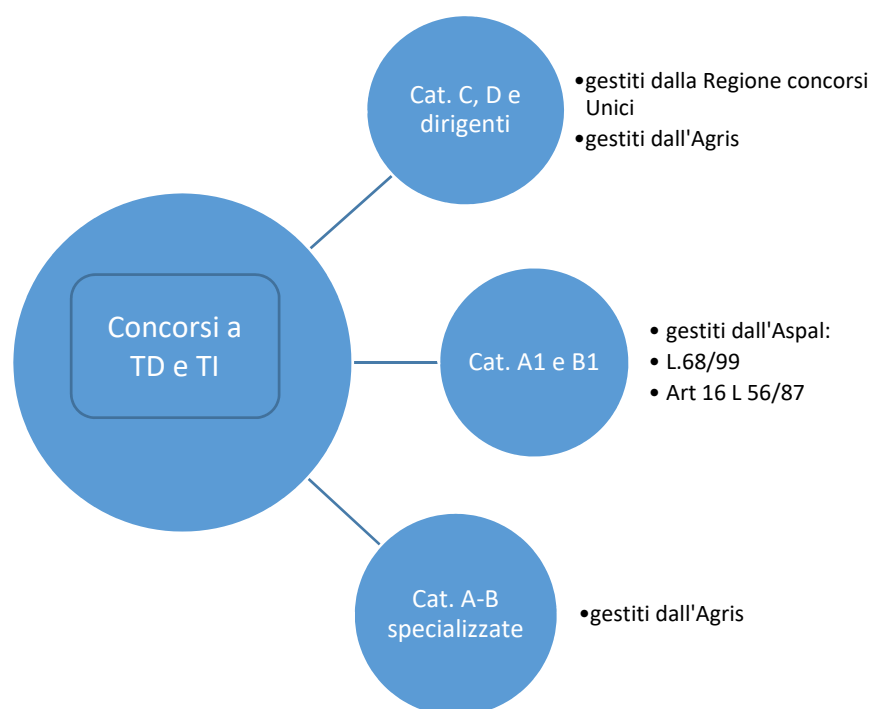 Cat. C, D e
dirigenti
•gestiti dalla Regione concorsi
Unici
•gestiti dall'Agris
Concorsi a
TD e TI
Cat. A1 e B1
• gestiti dall'Aspal:
• L.68/99
• Art 16 L 56/87
Cat. A-B
specializzate
•gestiti dall'Agris